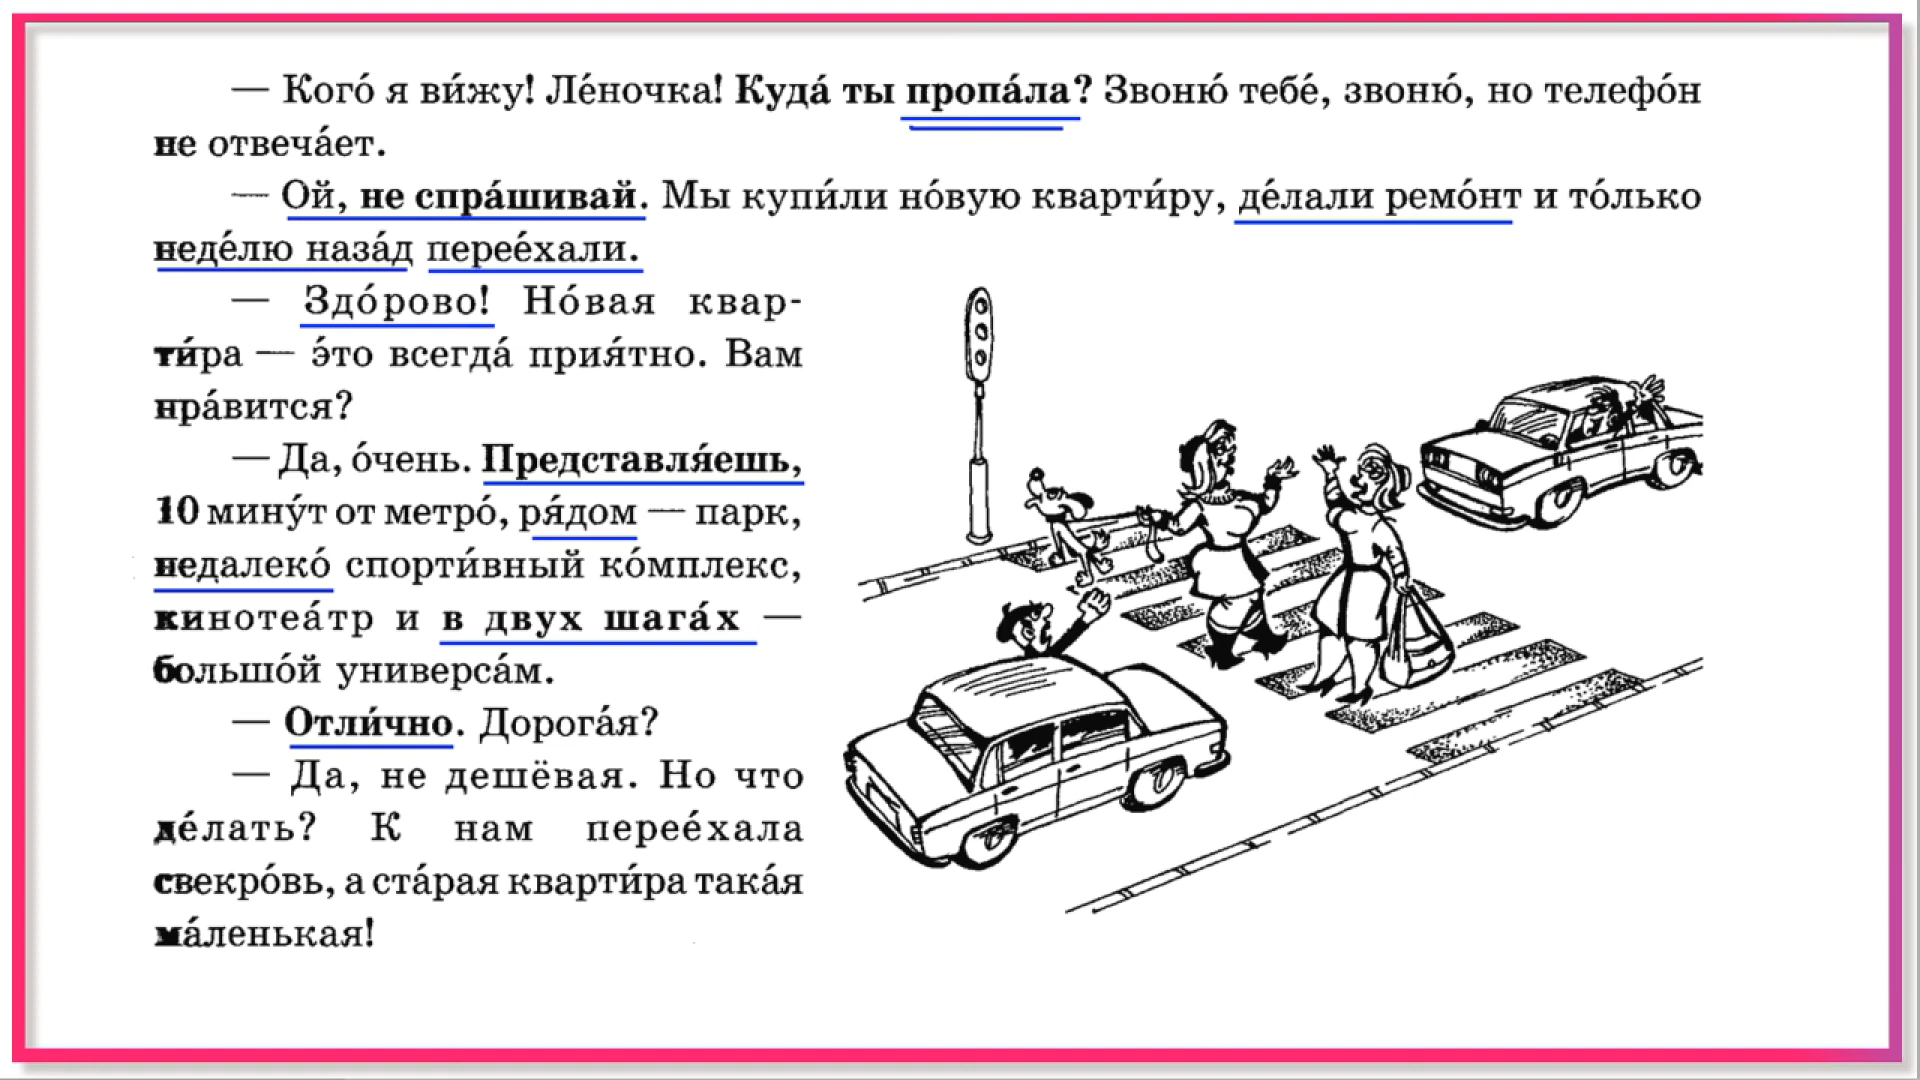 — Кого́ я ви́жу! Ле́ночка! Куда́ ты пропа́ла? Звоню́ тебе́, звоню́, но телефо́н
не отвеча́ет.
— Ой, не спра́шивай. Мы купи́ли но́вую кварти́ру, де́лали ремо́нт и то́лько
неде́лю наза́д перее́хали.
— Здо́рово! Но́вая квар-
ти́ра — э́то всегда́ прия́тно. Вам
нра́вится?
— Да, о́чень. Представля́ешь,
10 мину́т от метро́, ря́дом — парк,
недалеко́ спорти́вный ко́мплекс,
кинотеа́тр и в двух шага́х —
большо́й универса́м.
— Отли́чно. Дорога́я?
— Да, не дешёвая. Но что
де́лать? К нам перее́хала
свекро́вь, а ста́рая кварти́ра така́я
ма́ленькая!